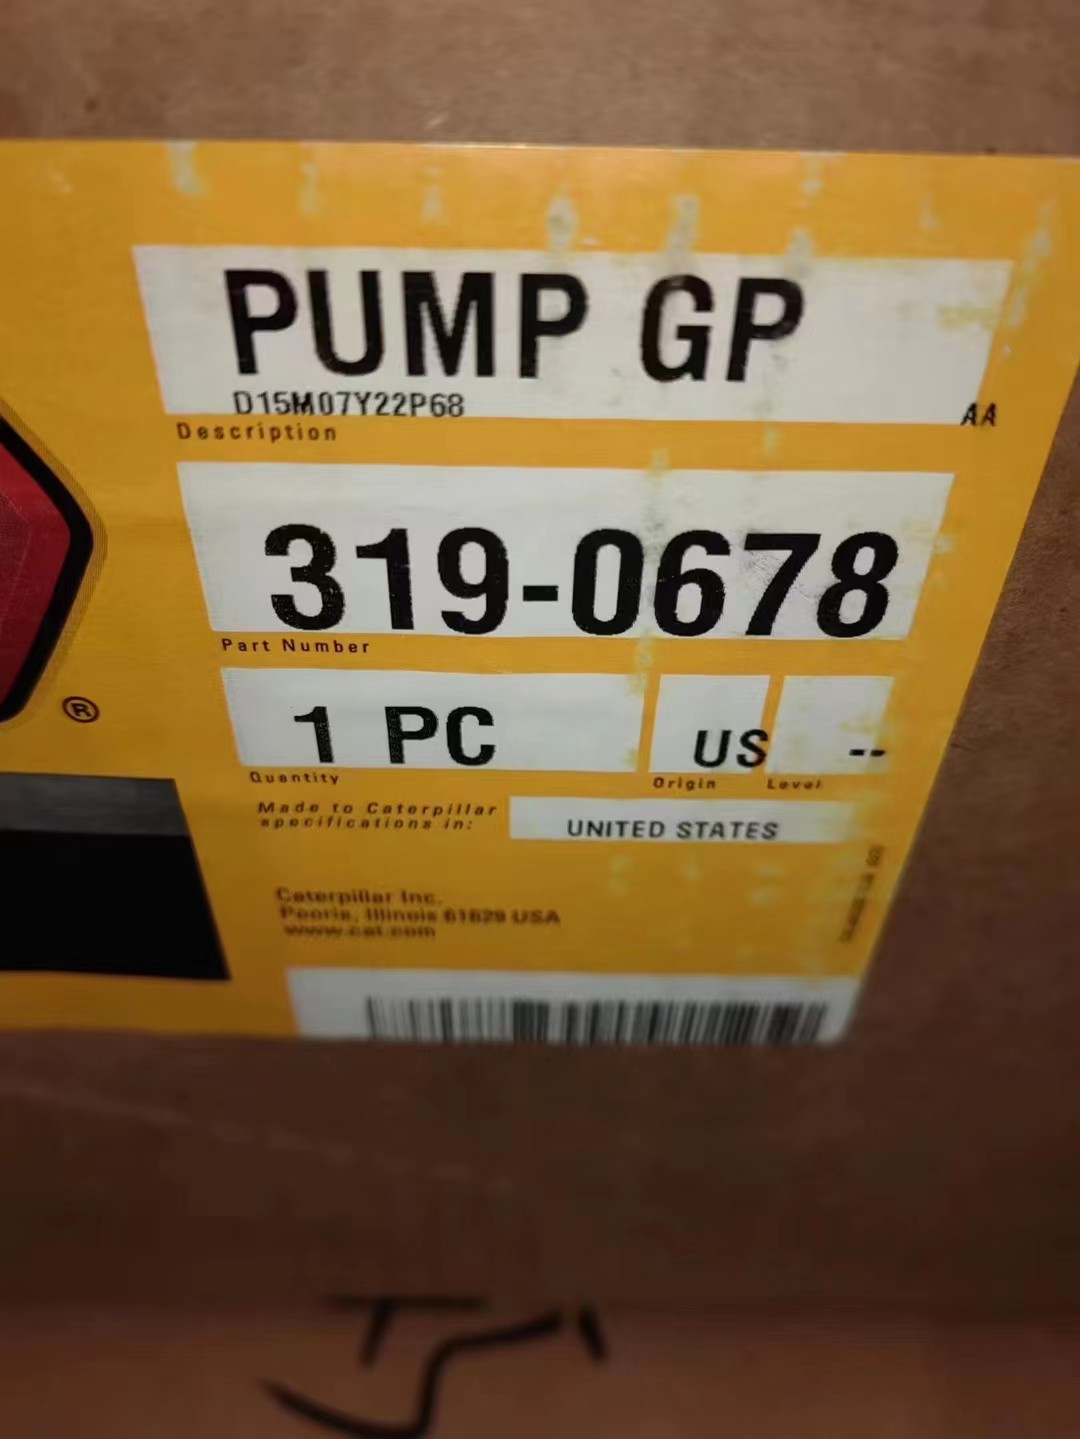 PUMP GP
D15M07Y22P68 AA
Description
319-0678
Part Number
1 PC US --
Quantity Origin Level
Made to Caterpillar
specifications in:
UNITED STATES
Caterpillar Inc.
Peoria, Illinois 61629 USA
www.cat.com
®